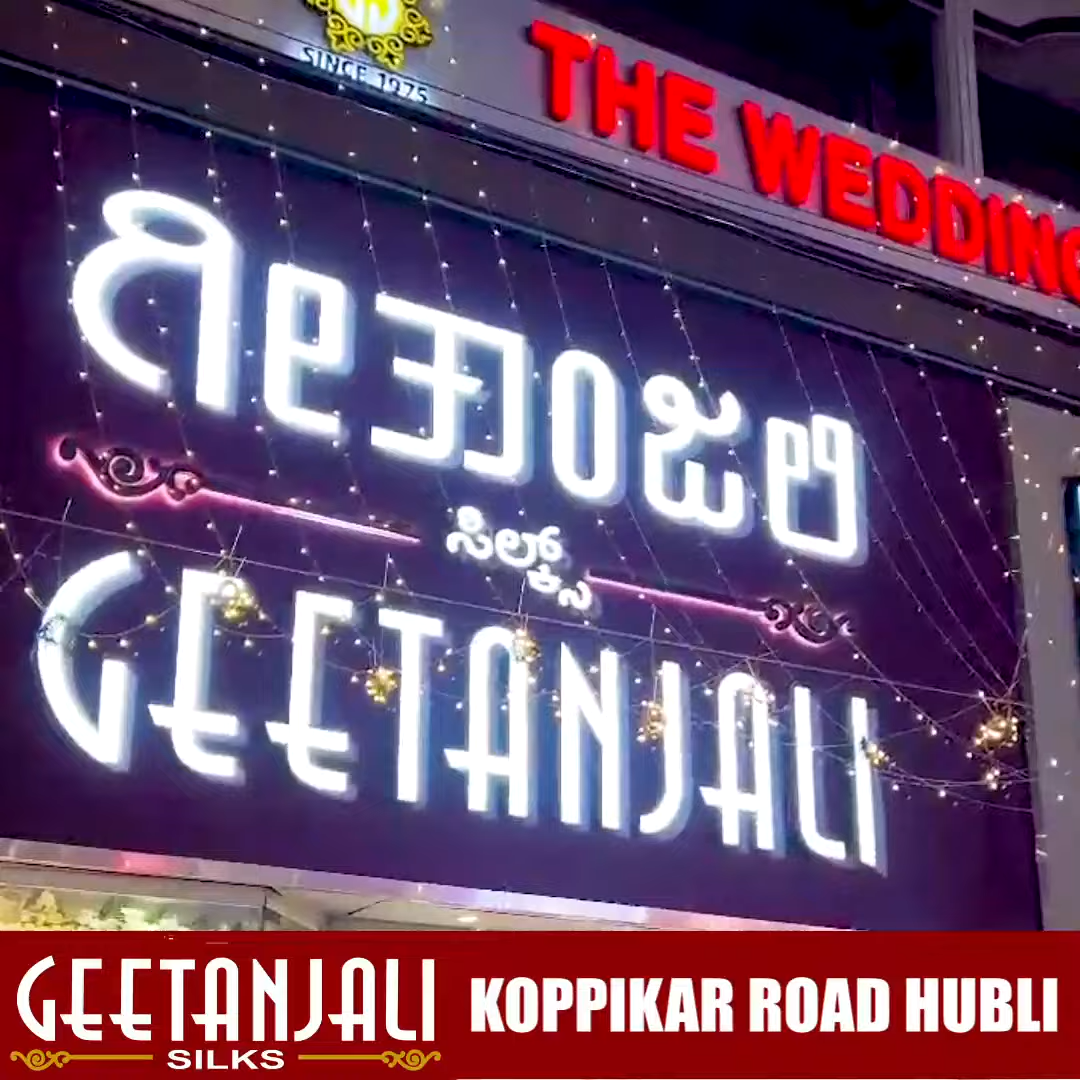 SINCE 1975
THE WEDDING
ಗೀತಾಂಜಲಿ
ಸಿಲ್ಕ್ಸ್
GEETANJALI
GEETANJALI
SILKS
KOPPIKAR ROAD HUBLI